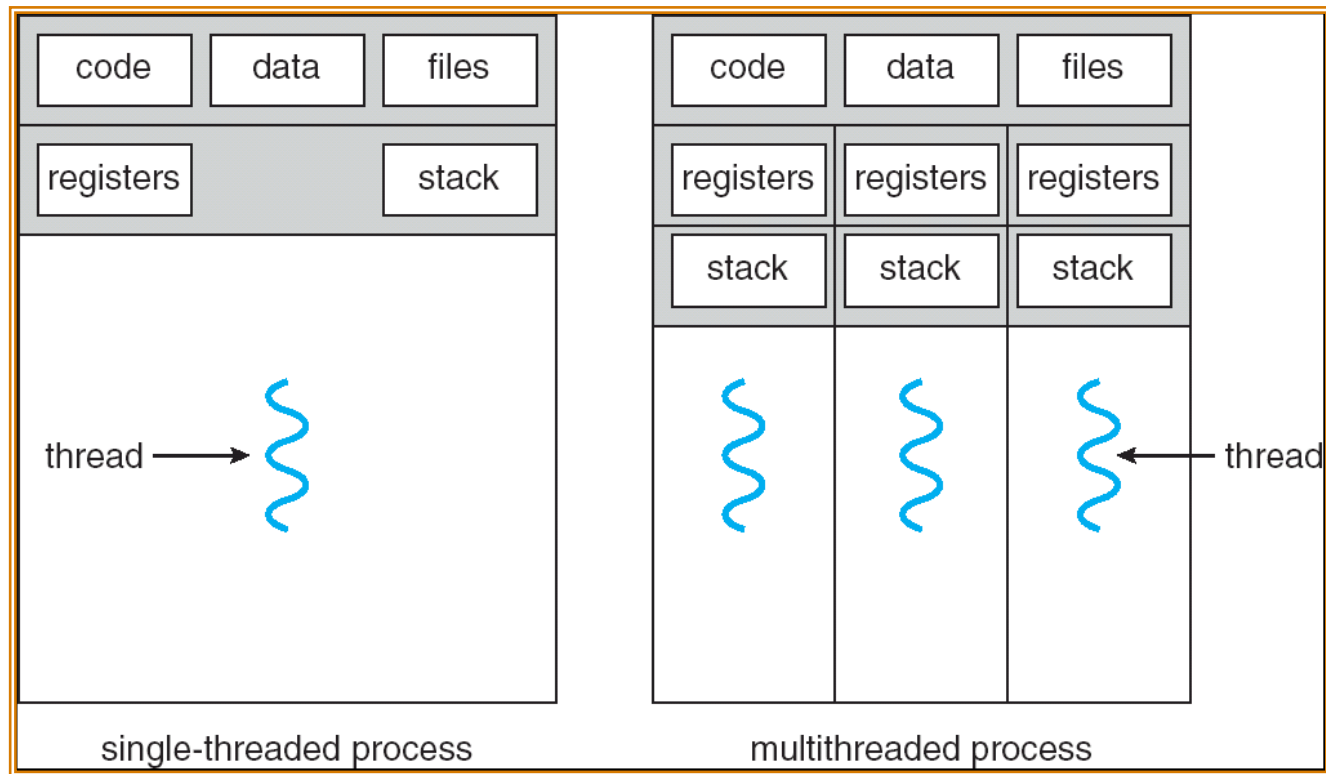 code data files
registers stack
thread
single-threaded process
code data files
registers registers registers
stack stack stack
thread
multithreaded process